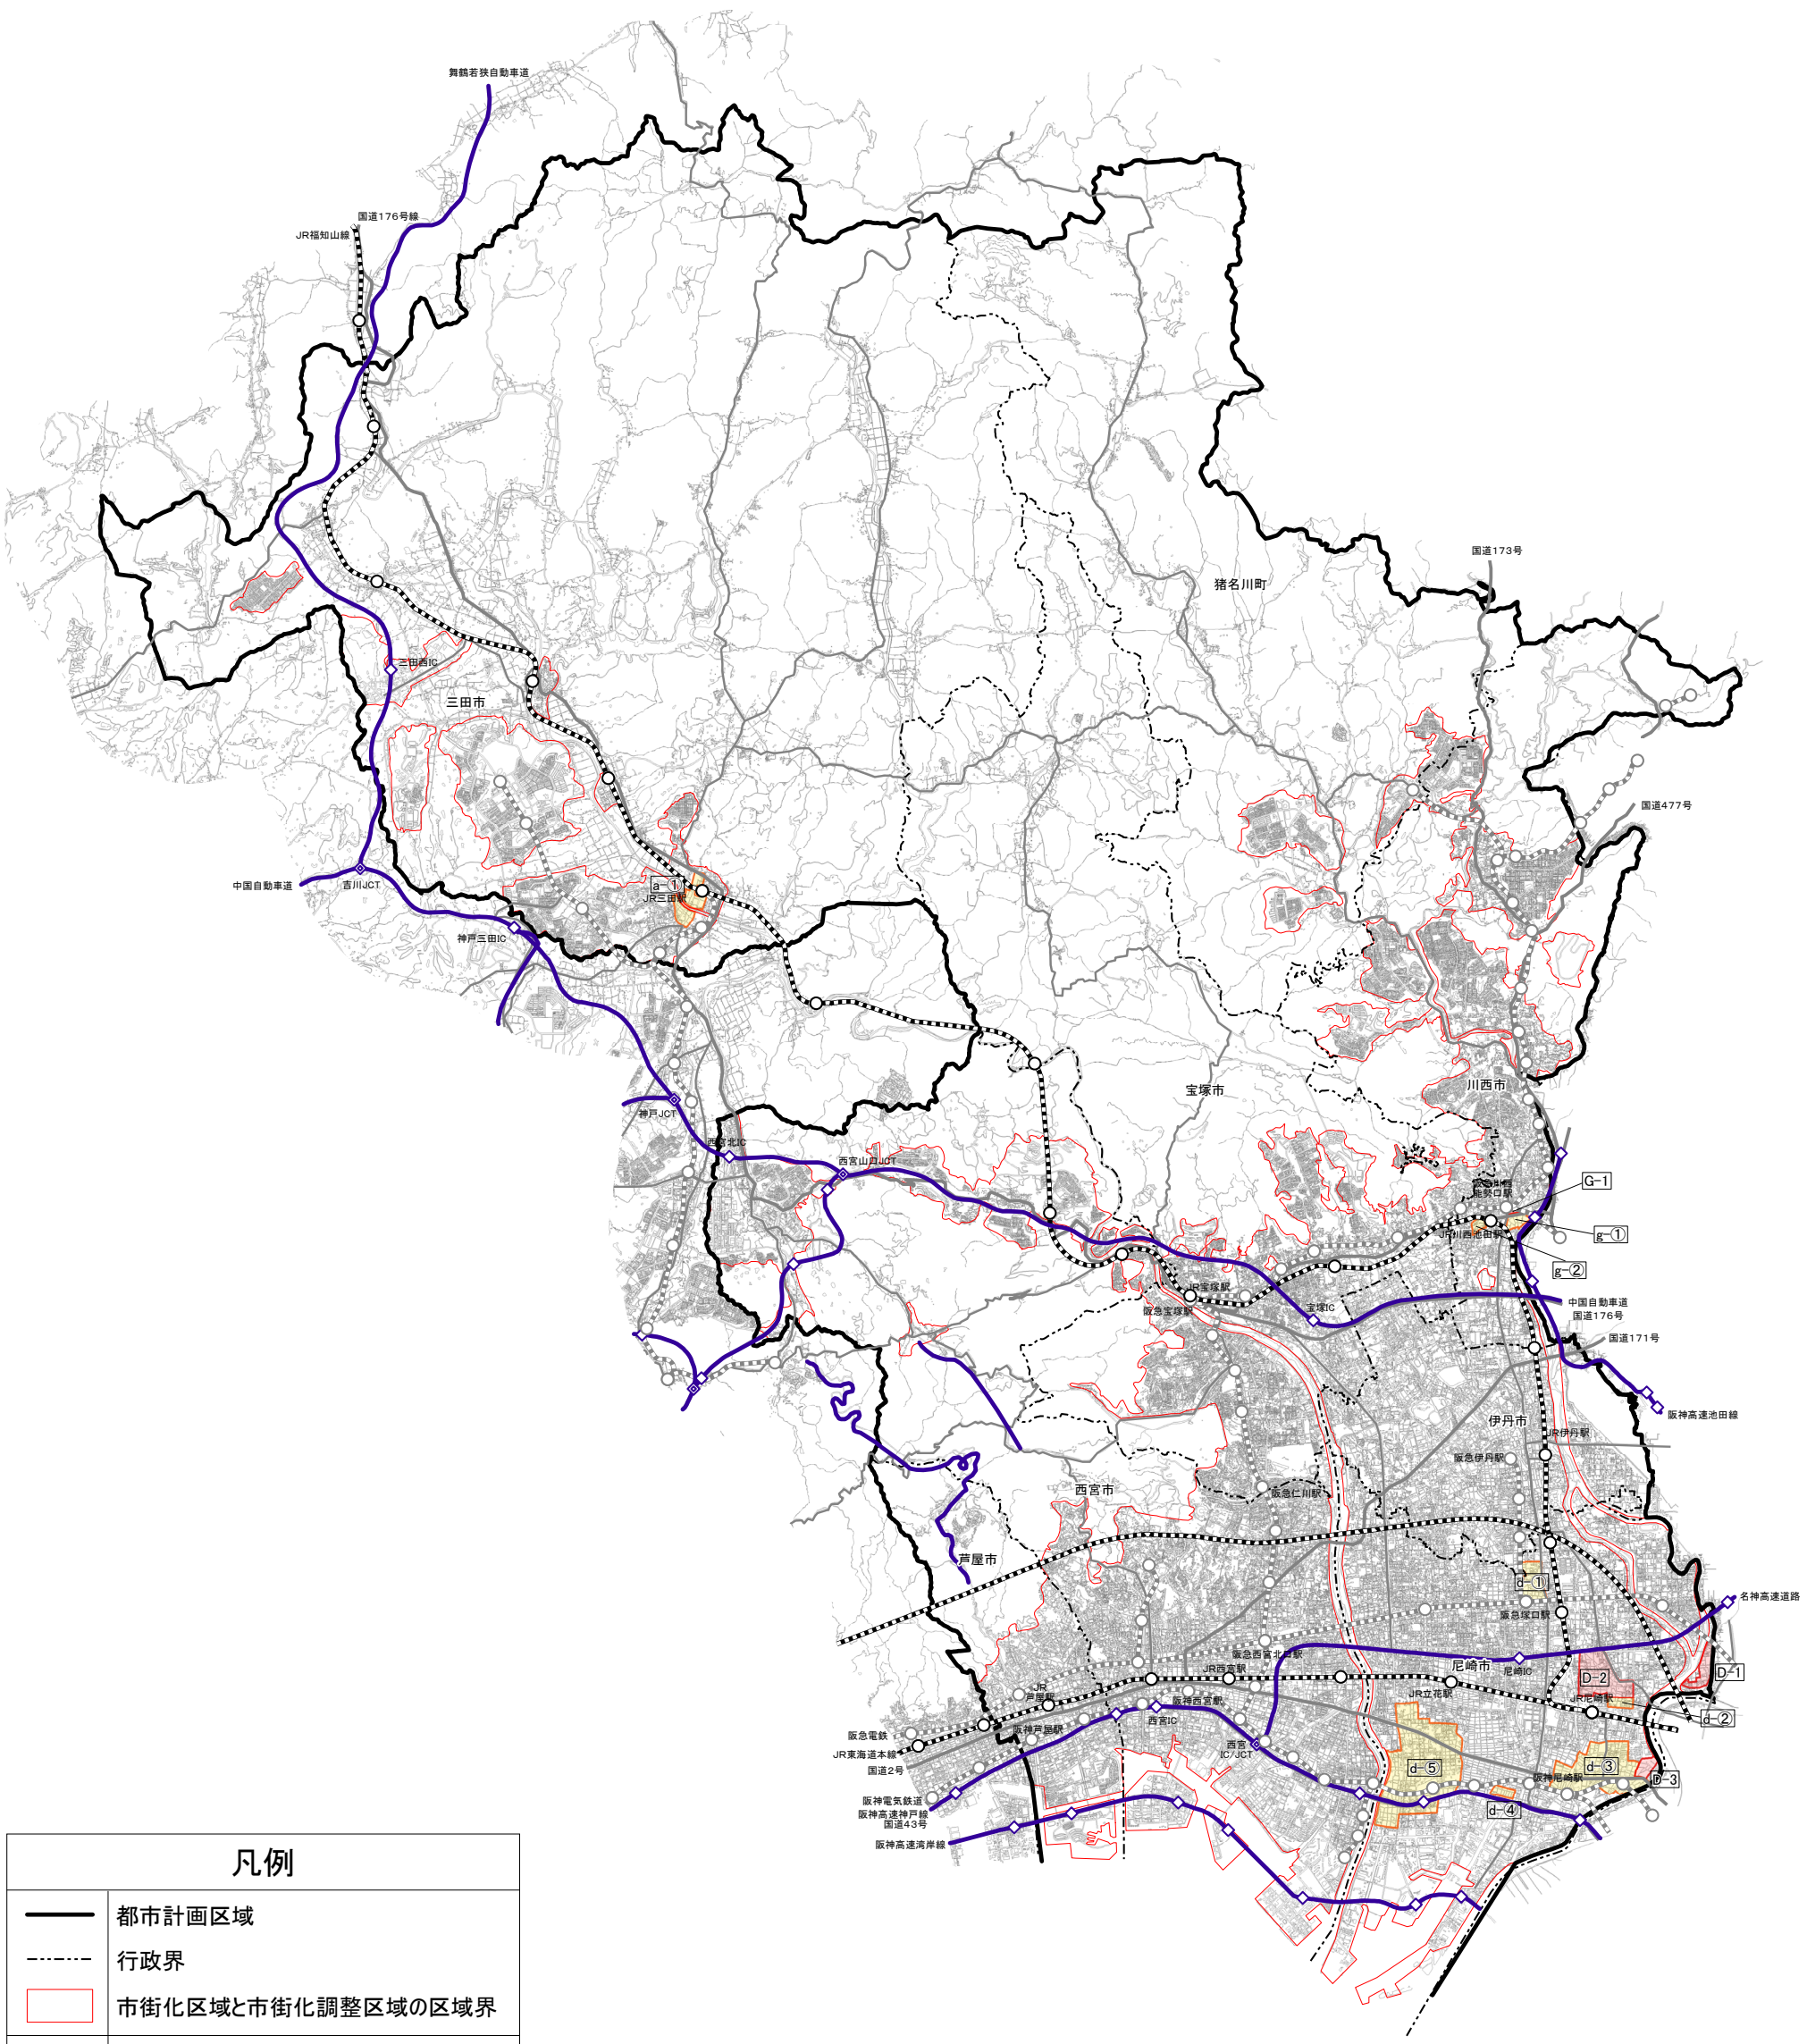 舞鶴若狭自動車道
国道176号線
JR福知山線
国道173号
猪名川町
三田西IC
三田市
国道477号
中国自動車道
吉川JCT
a-①
JR三田駅
神戸三田IC
川西市
宝塚市
神戸JCT
西宮北IC
西宮山口JCT
能勢口駅
G-1
g-①
JR川西池田駅
g-②
JR宝塚駅
阪急宝塚駅
宝塚IC
中国自動車道
国道176号
国道171号
阪神高速池田線
伊丹市
JR伊丹駅
阪急伊丹駅
西宮市
阪急仁川駅
芦屋市
d-①
名神高速道路
阪急塚口駅
阪急西宮北口駅
JR西宮駅
尼崎市
尼崎IC
D-2
D-1
JR
芦屋駅
阪神西宮駅
JR立花駅
JR尼崎駅
d-②
阪急電鉄
阪神芦屋駅
西宮IC
JR東海道本線
西宮
IC/JCT
国道2号
d-⑤
d-③
阪神尼崎駅
D-3
阪神電気鉄道
阪神高速神戸線
国道43号
d-④
阪神高速湾岸線
凡例
都市計画区域
行政界
市街化区域と市街化調整区域の区域界